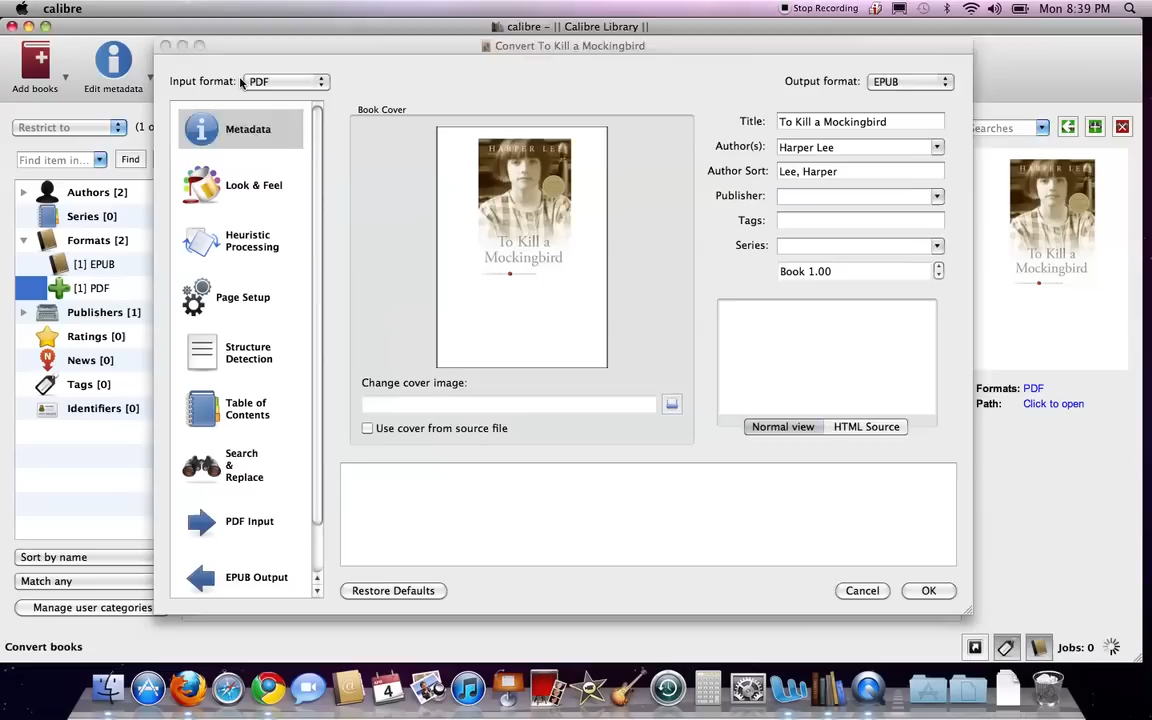 calibre
Stop Recording
Mon 8:39 PM
calibre - || Calibre Library ||
Convert To Kill a Mockingbird
Add books
Edit metadata
Input format:
PDF
Output format:
EPUB
Restrict to
(1 o
Find item in...
Find
Authors [2]
Series [0]
Formats [2]
[1] EPUB
[1] PDF
Publishers [1]
Ratings [0]
News [0]
Tags [0]
Identifiers [0]
Sort by name
Match any
Manage user categories
Metadata
Look & Feel
Heuristic
Processing
Page Setup
Structure
Detection
Table of
Contents
Search
&
Replace
PDF Input
EPUB Output
Book Cover
HARPER LEE
To Kill a
Mockingbird
Change cover image:
Use cover from source file
Title:
To Kill a Mockingbird
Author(s):
Harper Lee
Author Sort:
Lee, Harper
Publisher:
Tags:
Series:
Book 1.00
Normal view
HTML Source
Restore Defaults
Cancel
OK
Searches
HARPER LEE
To Kill a
Mockingbird
Formats: PDF
Path: Click to open
Convert books
Jobs: 0
4